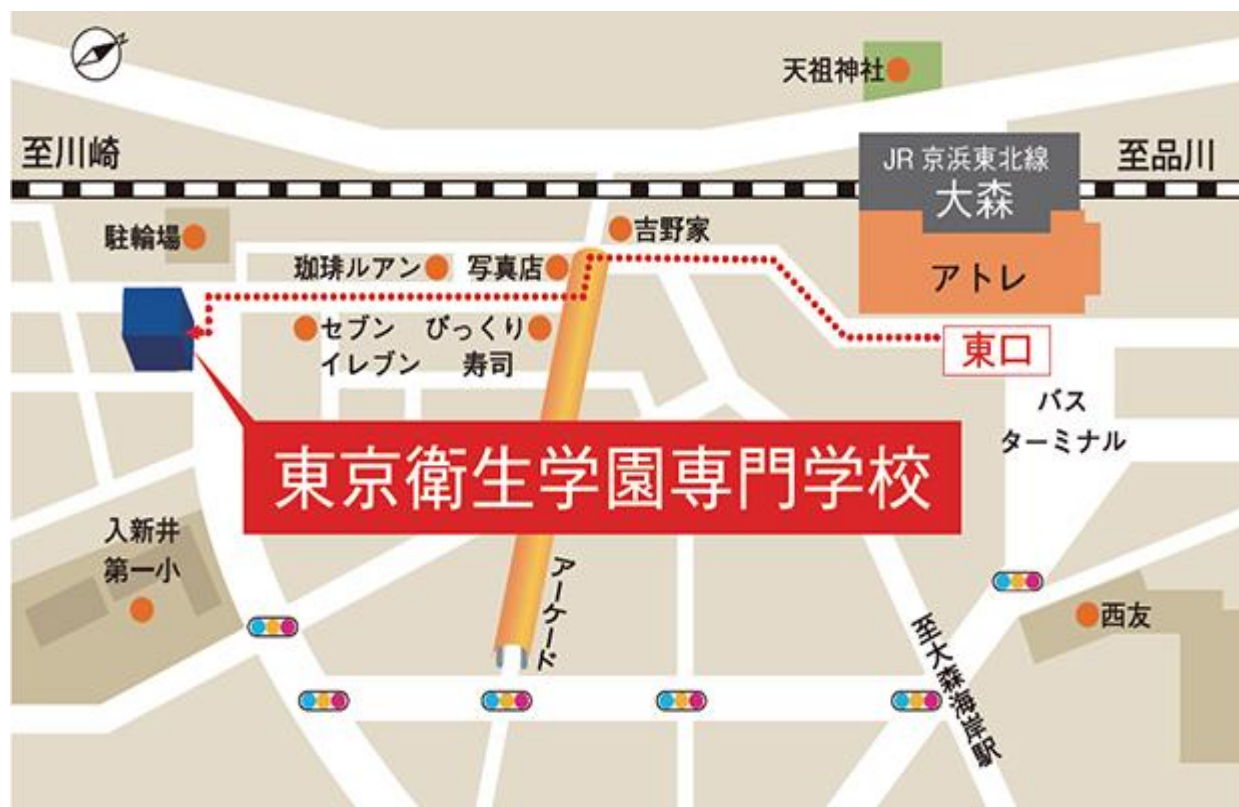 N
天祖神社
至川崎
JR 京浜東北線
大森
至品川
アトレ
駐輪場
珈琲ルアン
写真店
吉野家
セブン
イレブン
びっくり
寿司
東口
バス
ターミナル
東京衛生学園専門学校
入新井
第一小
アーケード
西友
至大森海岸駅